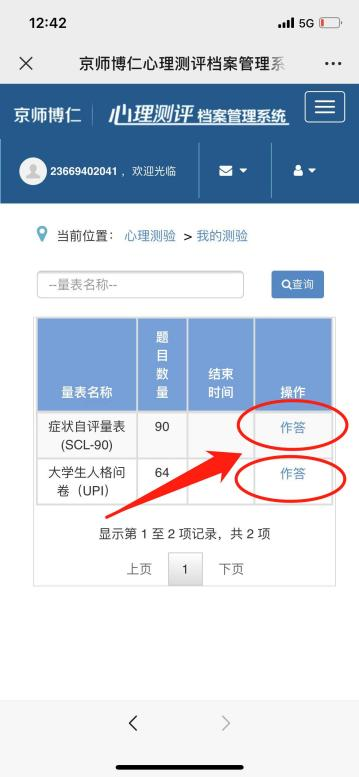 12:42
5G
京师博仁心理测评档案管理系
京师博仁 心理测评 档案管理系统
23669402041 ，欢迎光临
当前位置： 心理测验 > 我的测验
--量表名称--
查询
量表名称
题目数量
结束时间
操作
症状自评量表(SCL-90)
90
作答
大学生人格问卷（UPI）
64
作答
显示第 1 至 2 项记录，共 2 项
上页 1 下页